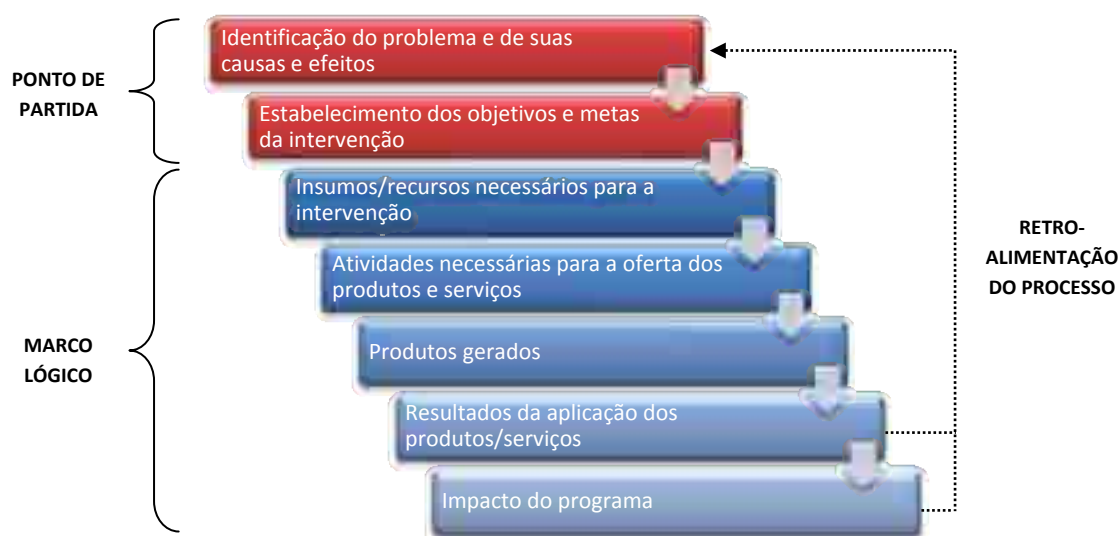 PONTO DE
PARTIDA
Identificação do problema e de suas
causas e efeitos
Estabelecimento dos objetivos e metas
da intervenção
MARCO
LÓGICO
Insumos/recursos necessários para a
intervenção
Atividades necessárias para a oferta dos
produtos e serviços
Produtos gerados
Resultados da aplicação dos
produtos/serviços
Impacto do programa
RETRO-
ALIMENTAÇÃO
DO PROCESSO